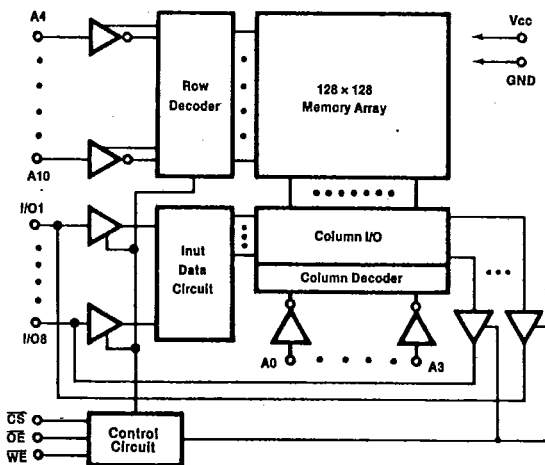 A4
Row
Decoder
128 × 128
Memory Array
Vcc
GND
A10
I/O1
Inut
Data
Circuit
Column I/O
Column Decoder
I/O8
A0
A3
CS
OE
WE
Control
Circuit